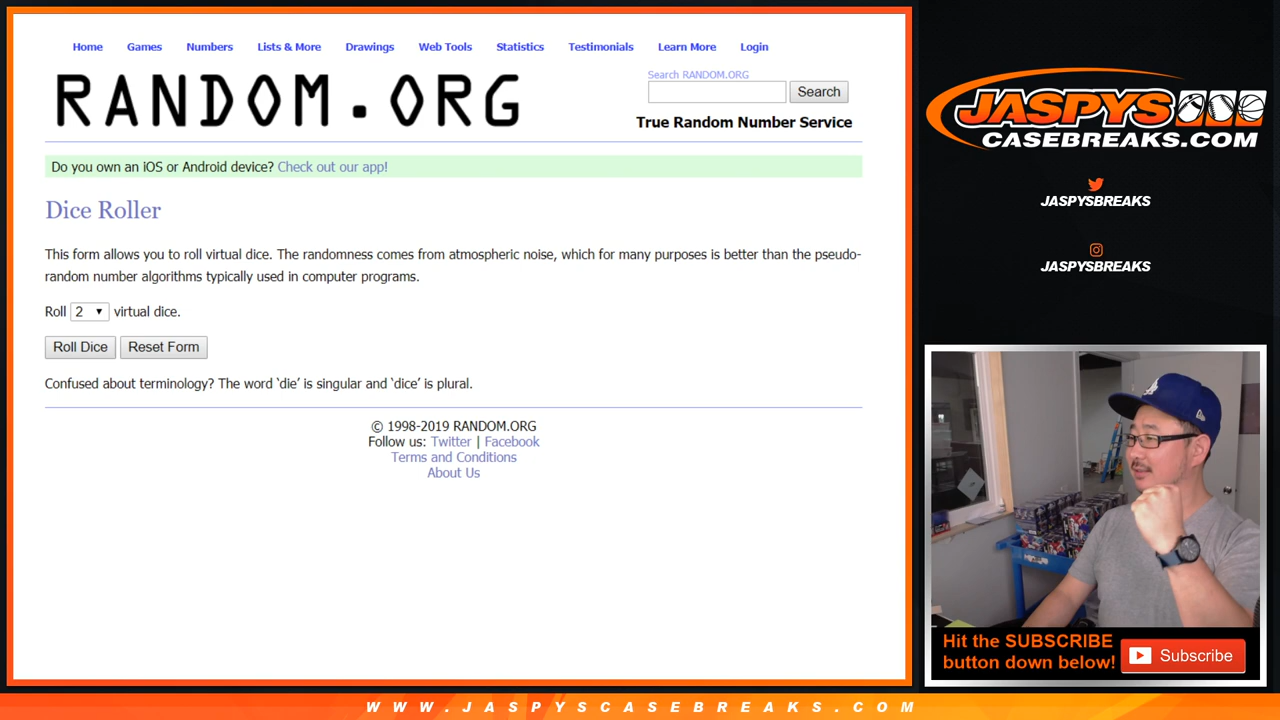 Home Games Numbers Lists & More Drawings Web Tools Statistics Testimonials Learn More Login
RANDOM.ORG
Search RANDOM.ORG
Search
True Random Number Service
Do you own an iOS or Android device? Check out our app!
Dice Roller
This form allows you to roll virtual dice. The randomness comes from atmospheric noise, which for many purposes is better than the pseudo-
random number algorithms typically used in computer programs.
Roll 2 virtual dice.
Roll Dice Reset Form
Confused about terminology? The word ‘die’ is singular and ‘dice’ is plural.
© 1998-2019 RANDOM.ORG
Follow us: Twitter | Facebook
Terms and Conditions
About Us
JASPYS
CASEBREAKS.COM
JASPYSBREAKS
JASPYSBREAKS
LA
Hit the SUBSCRIBE
button down below!
Subscribe
WWW.JASPYSCASEBREAKS.COM